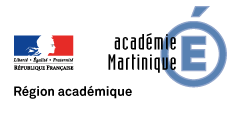 Liberté • Égalité • Fraternité
RÉPUBLIQUE FRANÇAISE
académie
Martinique
É
Région académique